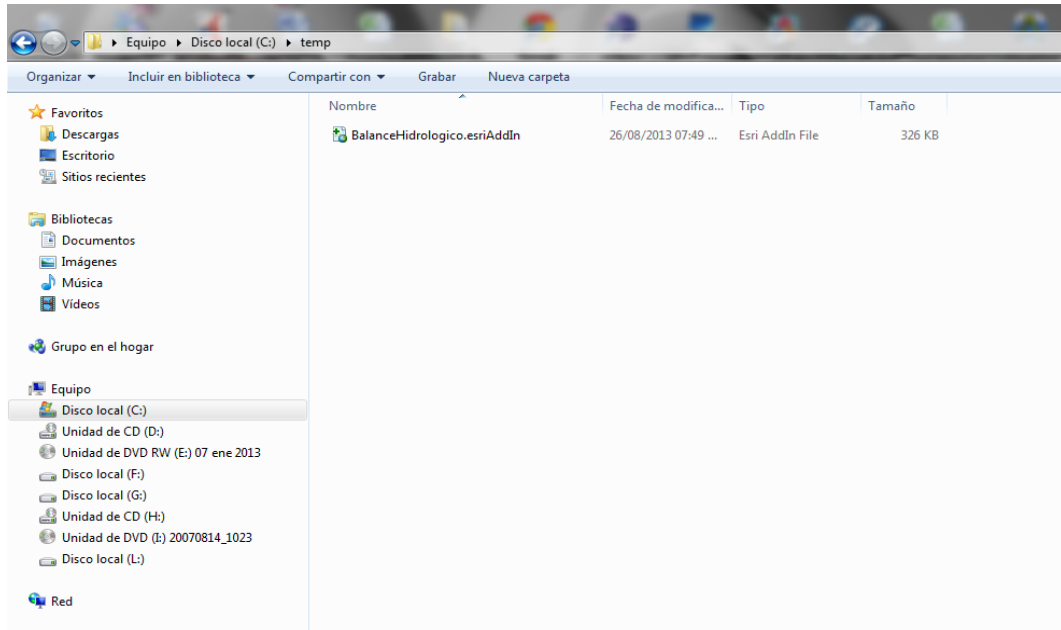 Equipo Disco local (C:) temp
Organizar Incluir en biblioteca Compartir con Grabar Nueva carpeta
Favoritos
Descargas
Escritorio
Sitios recientes
Bibliotecas
Documentos
Imágenes
Música
Vídeos
Grupo en el hogar
Equipo
Disco local (C:)
Unidad de CD (D:)
Unidad de DVD RW (E:) 07 ene 2013
Disco local (F:)
Disco local (G:)
Unidad de CD (H:)
Unidad de DVD (I:) 20070814_1023
Disco local (L:)
Red
Nombre Fecha de modifica... Tipo Tamaño
BalanceHidrologico.esriAddIn 26/08/2013 07:49 ... Esri AddIn File 326 KB